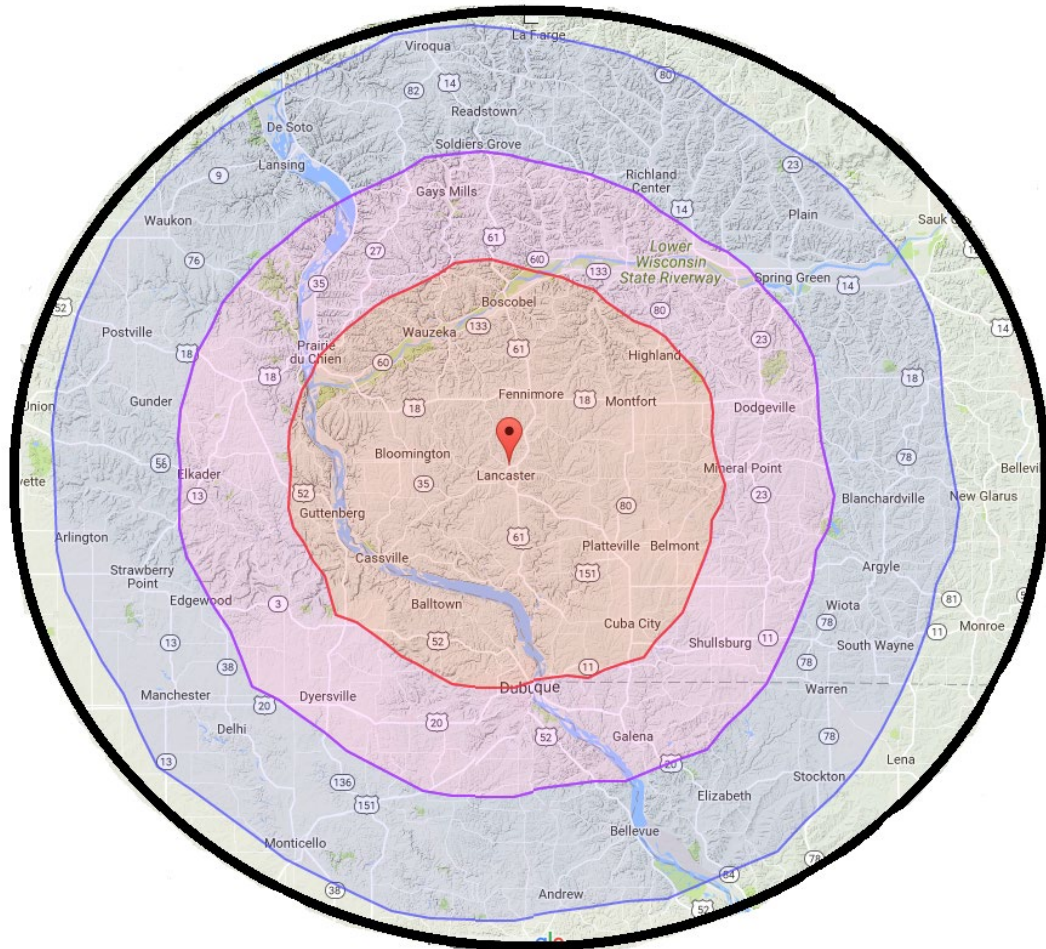 La Farge
Viroqua
80
14
82
Readstown
De Soto
Soldiers Grove
23
Lansing
9
Richland
Center
Gays Mills
14
Plain
Waukon
Sauk
61
27
Lower
Wisconsin
State Riverway
76
60
133
Spring Green
35
14
Boscobel
52
80
Postville
Wauzeka
133
14
23
Prairie
du Chien
18
61
Highland
60
18
18
Fennimore
18
Union
Gunder
18
Montfort
Dodgeville
Bloomington
78
56
Lancaster
Mineral Point
Elkader
35
13
52
80
23
Blanchardville
New Glarus
Guttenberg
61
Arlington
Cassville
Platteville
Belmont
Strawberry
Point
151
Argyle
Edgewood
3
Balltown
Wiota
81
Cuba City
78
Monroe
13
52
Shullsburg
11
11
South Wayne
38
11
78
Manchester
Dyersville
Dubuque
Warren
20
Delhi
20
52
Galena
78
13
20
Lena
136
Stockton
151
Elizabeth
Bellevue
Monticello
78
84
38
Andrew
52